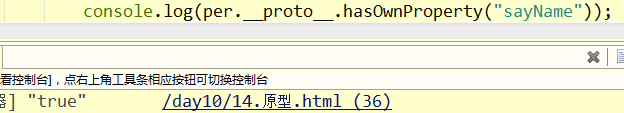 console.log(per.__proto__.hasOwnProperty("sayName"));
看控制台]，点右上角工具条相应按钮可切换控制台
器] "true" /day10/14.原型.html (36)